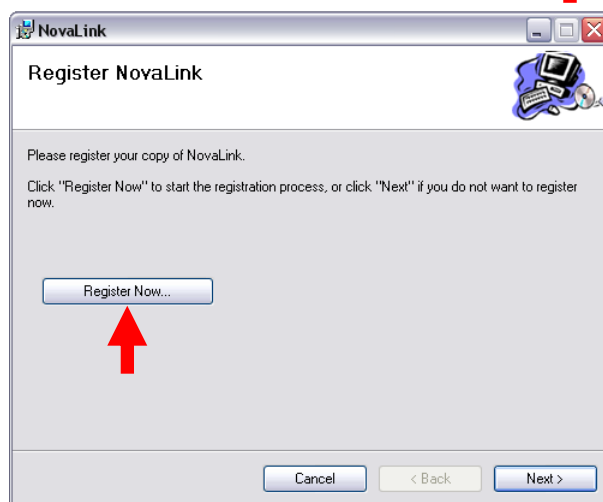 NovaLink
Register NovaLink
Please register your copy of NovaLink.
Click "Register Now" to start the registration process, or click "Next" if you do not want to register
now.
Register Now...
Cancel
< Back
Next >